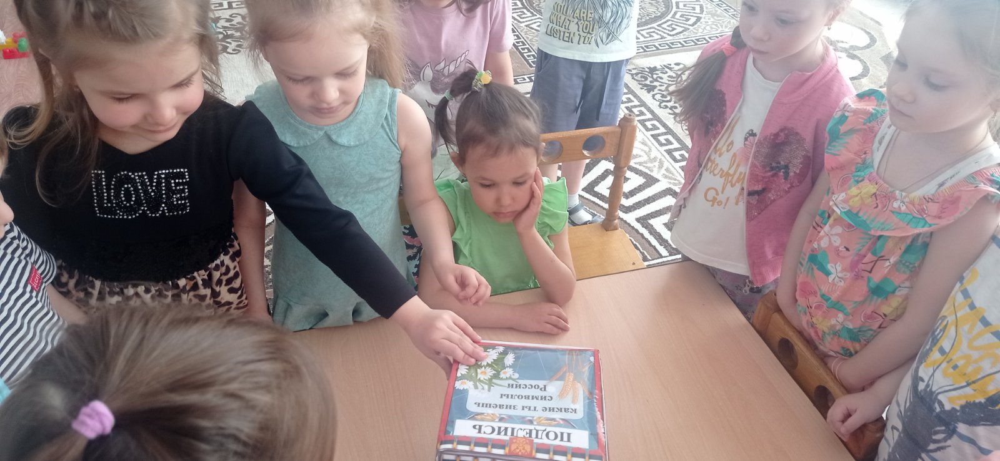 LOVE
YOU ARE
WHAT YOU
LISTEN TO!
Go!
ПОДЕЛИСЬ
какие ты знаешь
символы
России